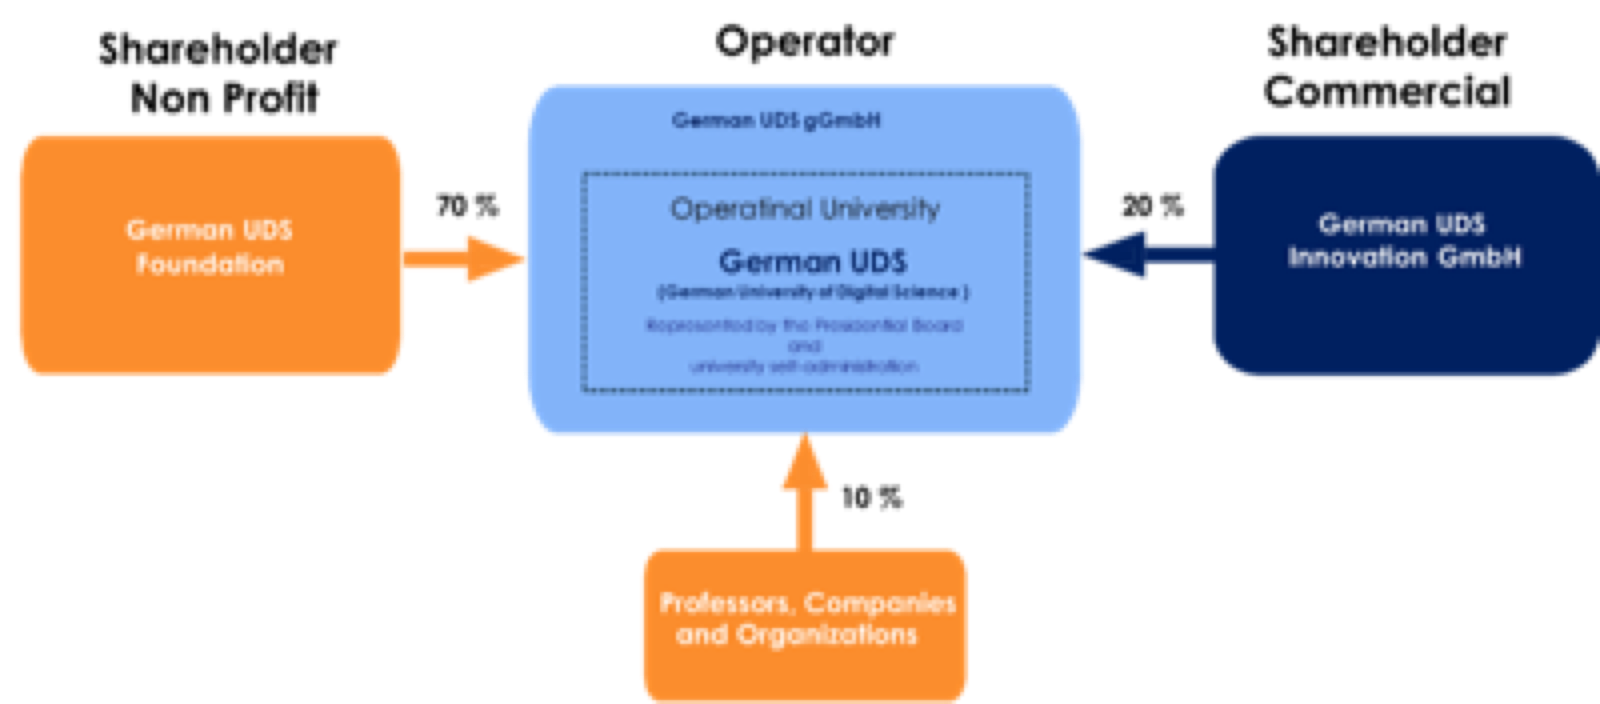 Shareholder
Non Profit
German UDS
Foundation
70 %
Operator
German UDS gGmbH
Operatinal University
German UDS
(German University of Digital Science )
Represented by the Presidential Board
and
university self-administration
Shareholder
Commercial
20 %
German UDS
Innovation GmbH
10 %
Professors, Companies
and Organizations